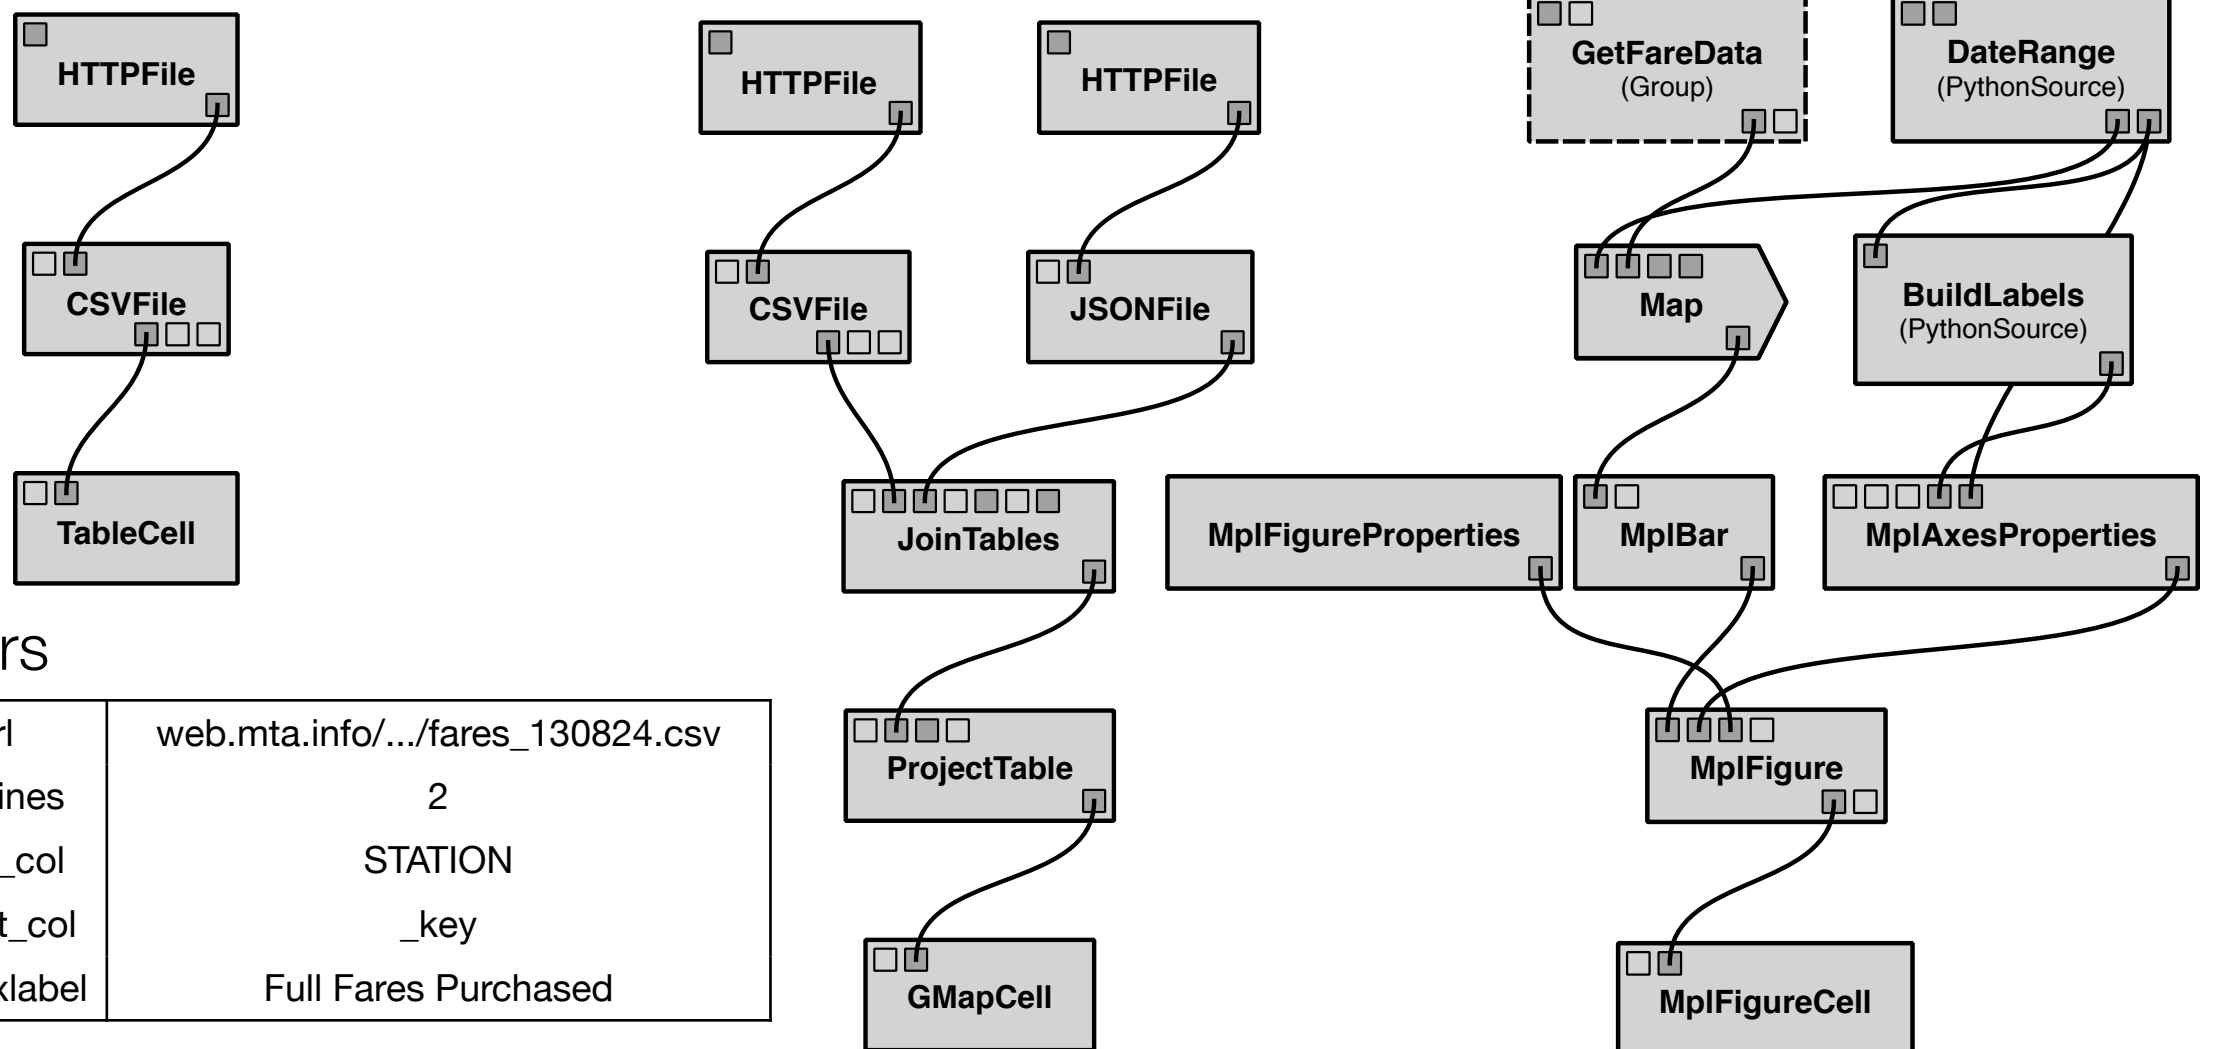 HTTPFile
CSVFile
TableCell
HTTPFile
HTTPFile
CSVFile
JSONFile
JoinTables
ProjectTable
GMapCell
GetFareData
(Group)
DateRange
(PythonSource)
Map
BuildLabels
(PythonSource)
MplFigureProperties
MplBar
MplAxesProperties
MplFigure
MplFigureCell
rs
rl web.mta.info/.../fares_130824.csv
ines 2
_col STATION
t_col _key
xlabel Full Fares Purchased